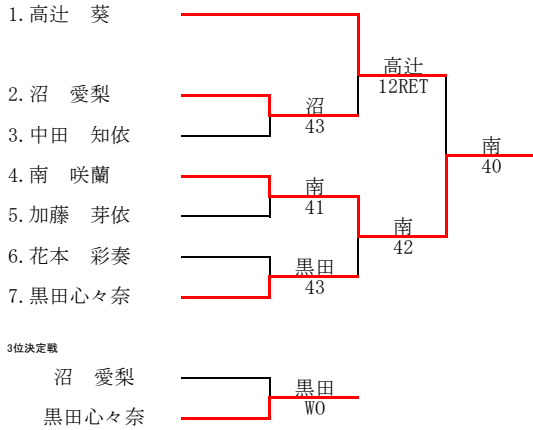 1.高辻　葵
高辻
12RET
2.沼　愛梨
沼
43
3.中田　知依
南
40
4.南　咲蘭
南
41
5.加藤　芽依
南
42
6.花本　彩奏
黒田
43
7.黒田心々奈
3位決定戦
沼　愛梨
黒田
WO
黒田心々奈